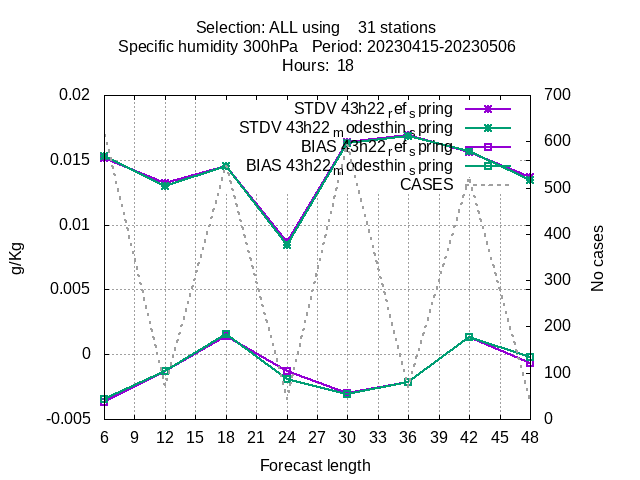 Selection: ALL using    31 stations
Specific humidity 300hPa   Period: 20230415-20230506
Hours:  18
STDV 43h22_ref_spring
STDV 43h22_modesthin_spring
BIAS 43h22_ref_spring
BIAS 43h22_modesthin_spring
CASES
0.02
0.015
0.01
0.005
0
-0.005
g/Kg
700
600
500
400
300
200
100
0
No cases
6 9 12 15 18 21 24 27 30 33 36 39 42 45 48
Forecast length